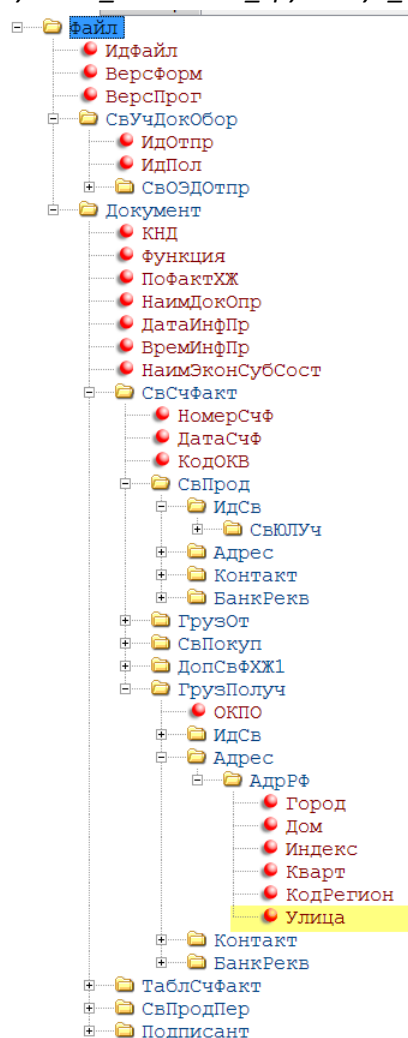 Файл
ИдФайл
ВерсФорм
ВерсПрог
СвУчДокОбор
ИдОтпр
ИдПол
СвОЭДОтпр
Документ
КНД
Функция
ПоФактХЖ
НаимДокОпр
ДатаИнфПр
ВремИнфПр
НаимЭконСубСост
СвСчФакт
НомерСчФ
ДатаСчФ
КодОКВ
СвПрод
ИдСв
СвЮЛУч
Адрес
Контакт
БанкРекв
ГрузОт
СвПокуп
ДопСвФХЖ1
ГрузПолуч
ОКПО
ИдСв
Адрес
АдрРФ
Город
Дом
Индекс
Кварт
КодРегион
Улица
Контакт
БанкРекв
ТаблСчФакт
СвПродПер
Подписант